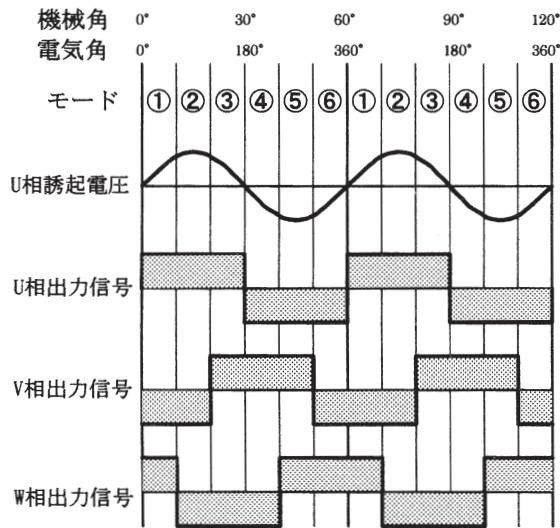 機械角 0° 30° 60° 90° 120°
電気角 0° 180° 360° 180° 360°
モード ① ② ③ ④ ⑤ ⑥ ① ② ③ ④ ⑤ ⑥
U相誘起電圧
U相出力信号
V相出力信号
W相出力信号